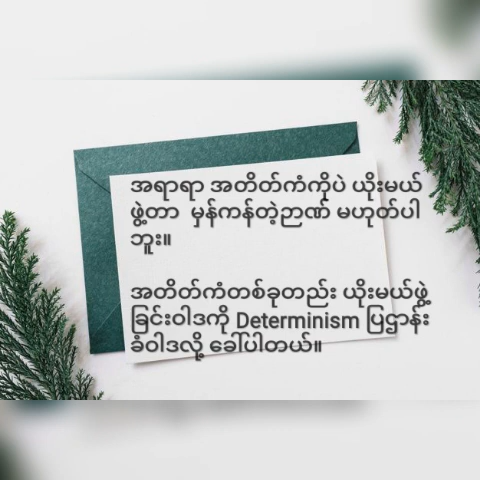 အရာရာ အတိတ်ကံကိုပဲ ယိုးမယ်
ဖွဲ့တာ မှန်ကန်တဲ့ဉာဏ် မဟုတ်ပါ
ဘူး။
အတိတ်ကံတစ်ခုတည်း ယိုးမယ်ဖွဲ့
ခြင်းဝါဒကို Determinism ပြဌာန်း
ခံဝါဒလို့ ခေါ်ပါတယ်။